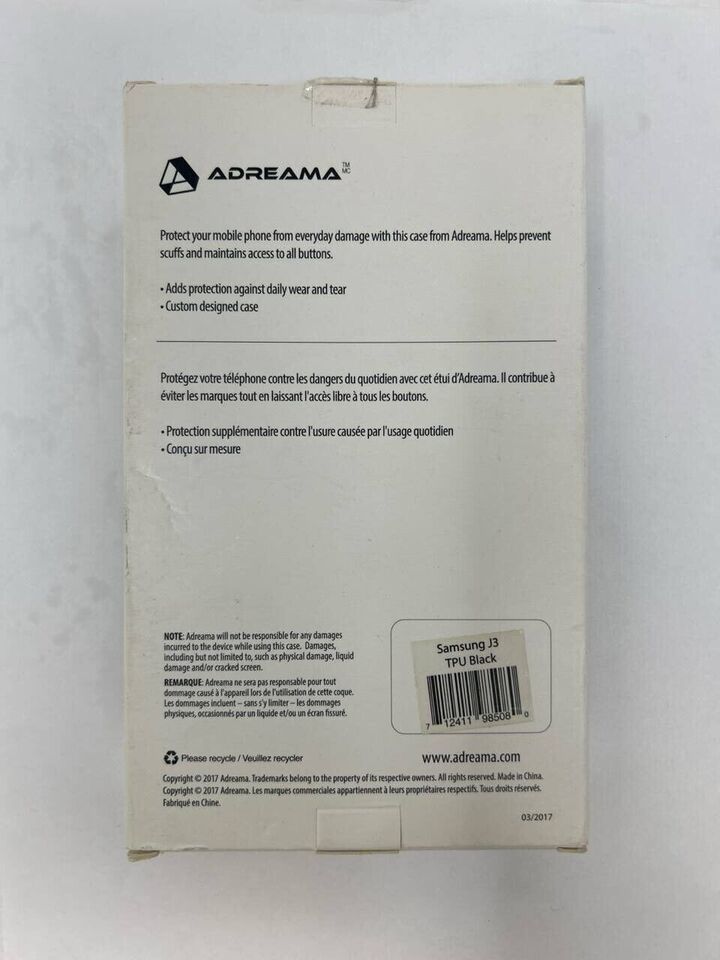 ADREAMA TM MC
Protect your mobile phone from everyday damage with this case from Adreama. Helps prevent
scuffs and maintains access to all buttons.
• Adds protection against daily wear and tear
• Custom designed case
Protégez votre téléphone contre les dangers du quotidien avec cet étui d'Adreama. Il contribue à
éviter les marques tout en laissant l'accès libre à tous les boutons.
• Protection supplémentaire contre l'usure causée par l'usage quotidien
• Conçu sur mesure
NOTE: Adreama will not be responsible for any damages
incurred to the device while using this case. Damages,
including but not limited to, such as physical damage, liquid
damage and/or cracked screen.
REMARQUE: Adreama ne sera pas responsable pour tout
dommage causé à l'appareil lors de l'utilisation de cette coque.
Les dommages incluent – sans s'y limiter – les dommages
physiques, occasionnés par un liquide et/ou un écran fissuré.
Samsung J3
TPU Black
7 12411 98508 0
Please recycle / Veuillez recycler
www.adreama.com
Copyright © 2017 Adreama. Trademarks belong to the property of its respective owners. All rights reserved. Made in China.
Copyright © 2017 Adreama. Les marques commerciales appartiennent à leurs propriétaires respectifs. Tous droits réservés.
Fabriqué en Chine.
03/2017